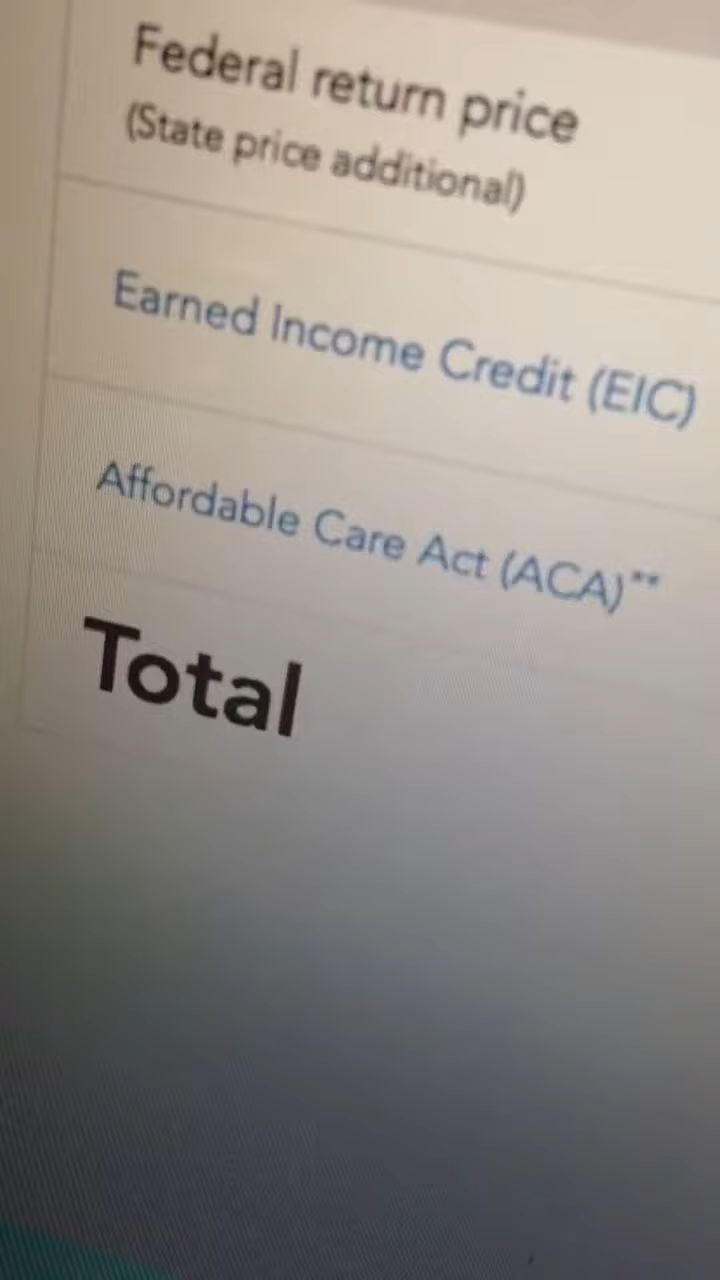 Federal return price
(State price additional)
Earned Income Credit (EIC)
Affordable Care Act (ACA)**
Total